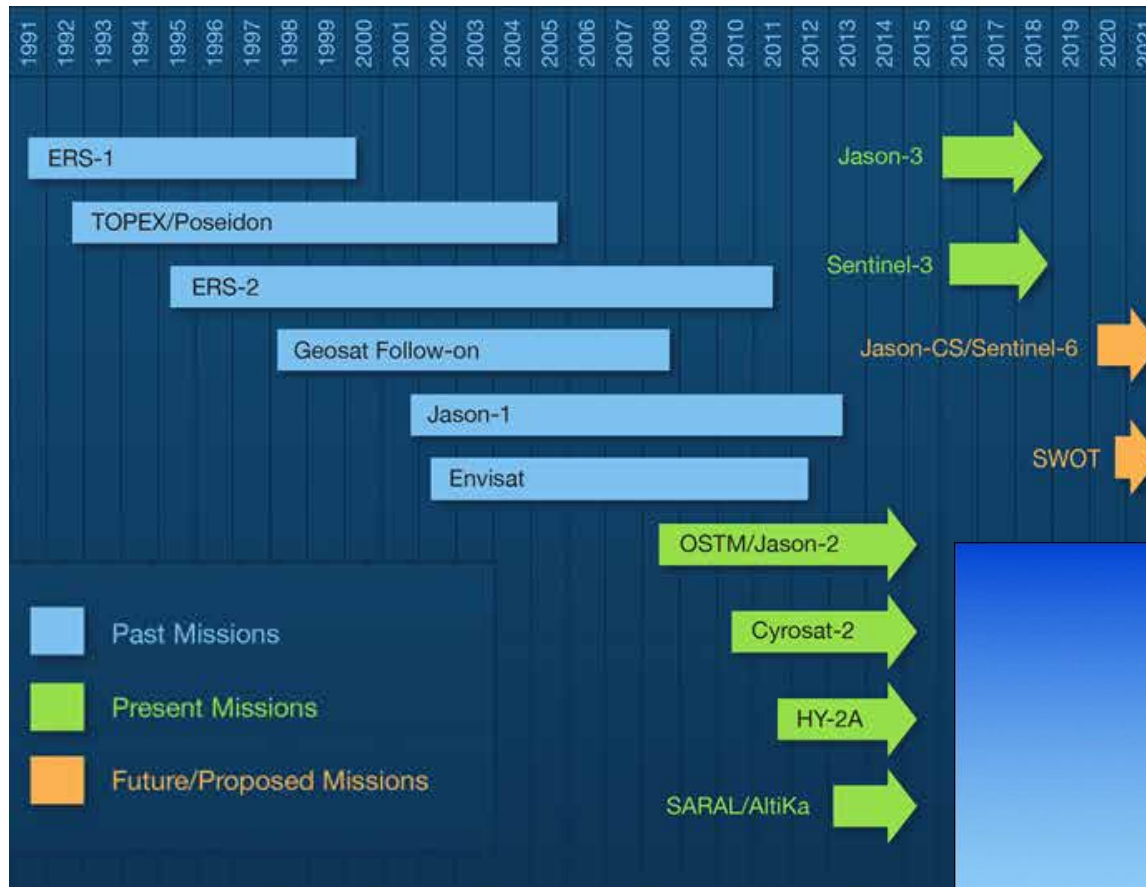 1991 1992 1993 1994 1995 1996 1997 1998 1999 2000 2001 2002 2003 2004 2005 2006 2007 2008 2009 2010 2011 2012 2013 2014 2015 2016 2017 2018 2019 2020 2021
ERS-1
Jason-3
TOPEX/Poseidon
Sentinel-3
ERS-2
Geosat Follow-on
Jason-CS/Sentinel-6
Jason-1
SWOT
Envisat
OSTM/Jason-2
Past Missions
Cyrosat-2
Present Missions
HY-2A
Future/Proposed Missions
SARAL/AltiKa